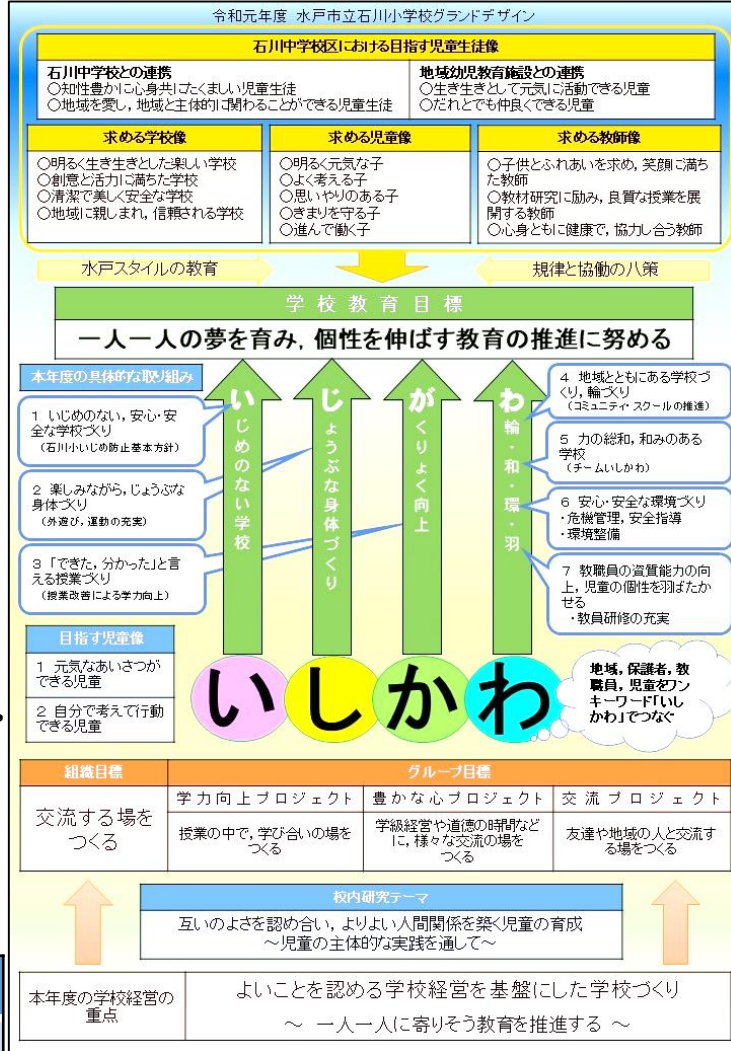 令和元年度 水戸市立石川小学校グランドデザイン
石川中学校区における目指す児童生徒像
石川中学校との連携
○知性豊かに心身共にたくましい児童生徒
○地域を愛し,地域と主体的に関わることができる児童生徒
地域幼児教育施設との連携
○生き生きとして元気に活動できる児童
○だれとでも仲良くできる児童
求める学校像
○明るく生き生きとした楽しい学校
○創意と活力に満ちた学校
○清潔で美しく安全な学校
○地域に親しまれ,信頼される学校
求める児童像
○明るく元気な子
○よく考える子
○思いやりのある子
○きまりを守る子
○進んで働く子
求める教師像
○子供とふれあいを求め,笑顔に満ち
た教師
○教材研究に励み,良質な授業を展
開する教師
○心身ともに健康で,協力し合う教師
水戸スタイルの教育
規律と協働の八策
学校教育目標
一人一人の夢を育み,個性を伸ばす教育の推進に努める
本年度の具体的な取り組み
1 いじめのない,安心・安
全な学校づくり
(石川小いじめ防止基本方針)
2 楽しみながら,じょうぶな
身体づくり
(外遊び,運動の充実)
3 「できた,分かった」と言
える授業づくり
(授業改善による学力向上)
いじめのない学校
じょうぶな身体づくり
がくりょく向上
わ輪・和・環・羽
4 地域とともにある学校づ
くり,輪づくり
(コミュニティ・スクールの推進)
5 力の総和,和みのある
学校
(チームいしかわ)
6 安心・安全な環境づくり
・危機管理,安全指導
・環境整備
7 教職員の資質能力の向
上,児童の個性を羽ばたか
せる
・教員研修の充実
目指す児童像
1 元気なあいさつが
できる児童
2 自分で考えて行動
できる児童
いしかわ
地域,保護者,教
職員,児童をワン
キーワード「いし
かわ」でつなぐ
組織目標
交流する場を
つくる
グループ目標
学力向上プロジェクト
授業の中で,学び合いの場を
つくる
豊かな心プロジェクト
学級経営や道徳の時間など
に,様々な交流の場を
つくる
交流プロジェクト
友達や地域の人と交流す
る場をつくる
校内研究テーマ
互いのよさを認め合い,よりよい人間関係を築く児童の育成
~児童の主体的な実践を通して~
本年度の学校経営の
重点
よいことを認める学校経営を基盤にした学校づくり
~ 一人一人に寄りそう教育を推進する ~